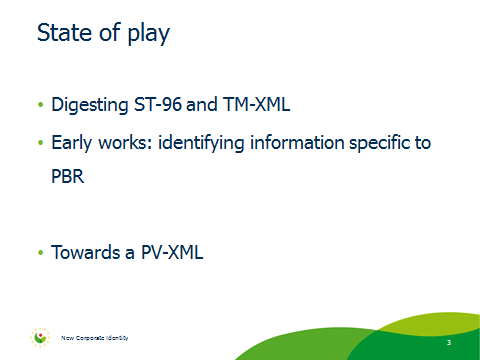 State of play
• Digesting ST-96 and TM-XML
• Early works: identifying information specific to
PBR
• Towards a PV-XML
New Corporate Identity
3